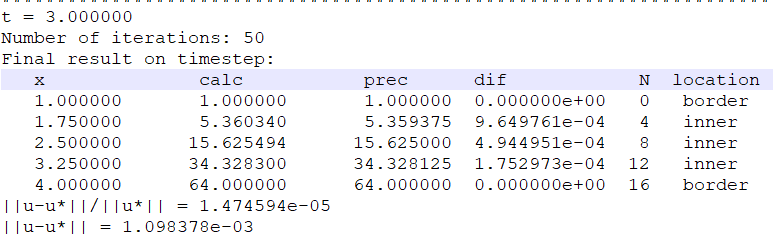 t = 3.000000
Number of iterations: 50
Final result on timestep:
x calc prec dif N location
1.000000 1.000000 1.000000 0.000000e+00 0 border
1.750000 5.360340 5.359375 9.649761e-04 4 inner
2.500000 15.625494 15.625000 4.944951e-04 8 inner
3.250000 34.328300 34.328125 1.752973e-04 12 inner
4.000000 64.000000 64.000000 0.000000e+00 16 border
||u-u*||/||u*|| = 1.474594e-05
||u-u*|| = 1.098378e-03